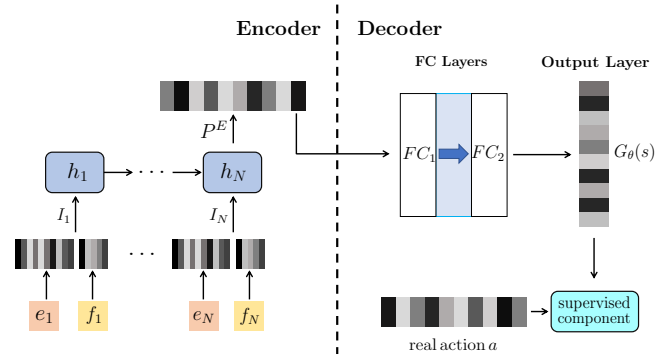 Encoder
Decoder
FC Layers
Output Layer
P^E
h_1
. . .
h_N
FC_1
FC_2
G_θ(s)
I_1
I_N
. . .
e_1
f_1
e_N
f_N
supervised
component
real action a